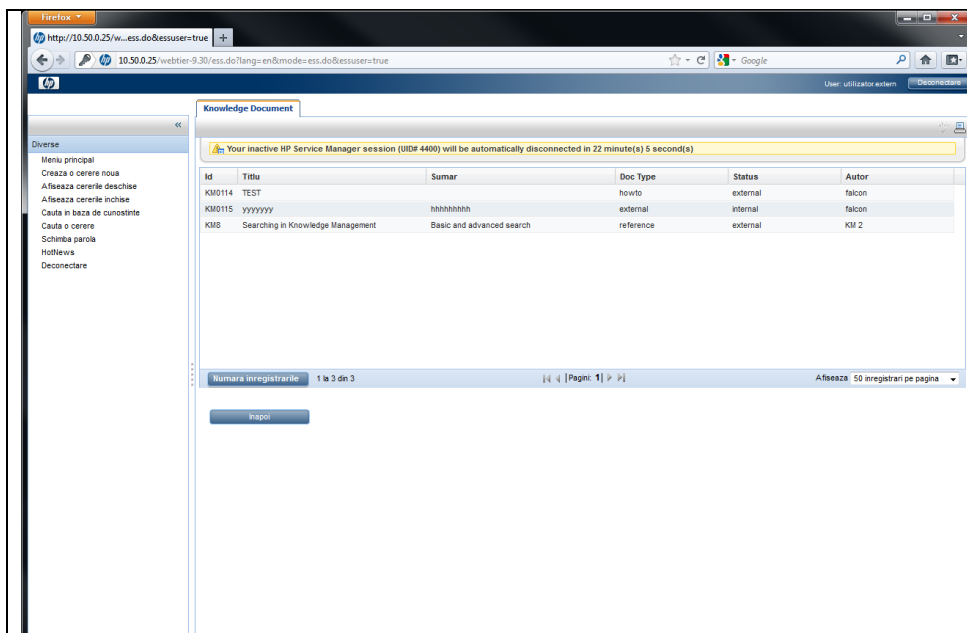 Firefox
http://10.50.0.25/w...ess.do&essuser=true +
10.50.0.25/webtier-9.30/ess.do?lang=en&mode=ess.do&essuser=true Google
hp User: utilizator.extern Deconectare
Knowledge Document
«
Diverse
Meniu principal
Creaza o cerere noua
Afiseaza cererile deschise
Afiseaza cererile inchise
Cauta in baza de cunostinte
Cauta o cerere
Schimba parola
HotNews
Deconectare
Your inactive HP Service Manager session (UID# 4400) will be automatically disconnected in 22 minute(s) 5 second(s)
Id Titlu Sumar Doc Type Status Autor
KM0114 TEST howto external falcon
KM0115 yyyyyyy hhhhhhhhh external internal falcon
KM8 Searching in Knowledge Management Basic and advanced search reference external KM 2
Numara inregistrarile 1 la 3 din 3 Pagini: 1 Afiseaza 50 inregistrari pe pagina
Inapoi